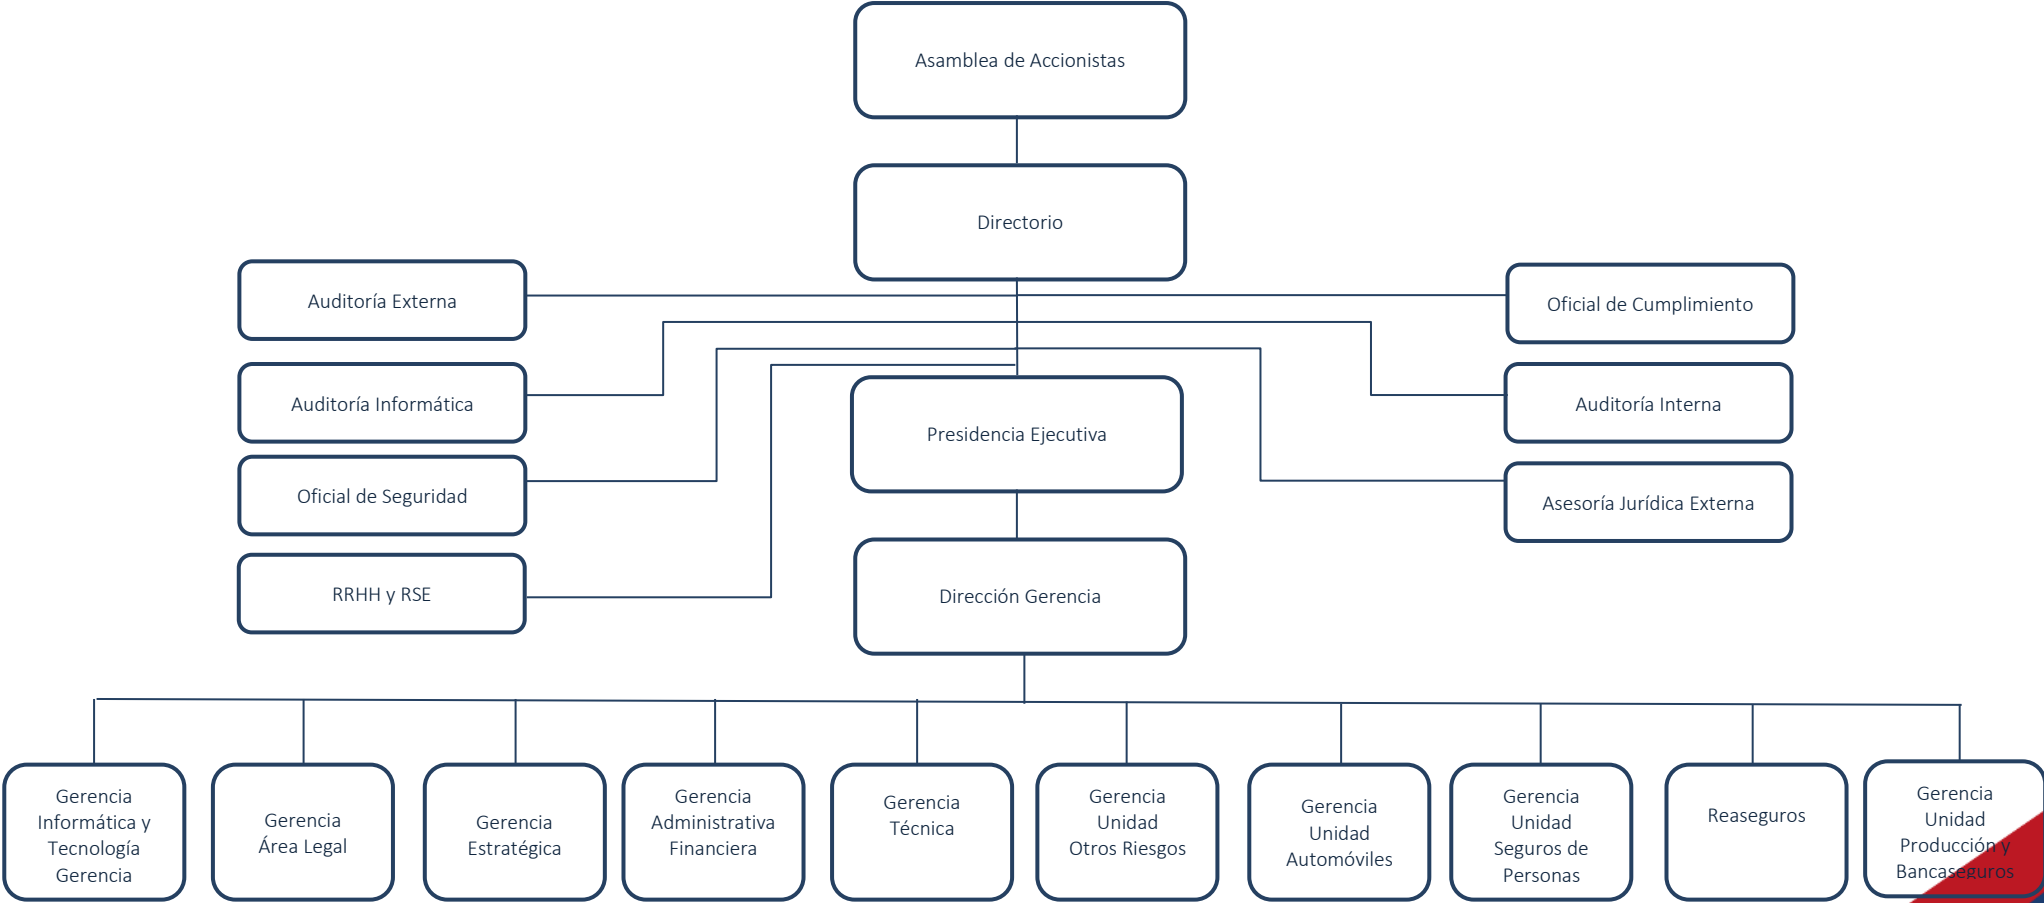 Asamblea de Accionistas
Directorio
Auditoría Externa
Oficial de Cumplimiento
Auditoría Informática
Auditoría Interna
Presidencia Ejecutiva
Oficial de Seguridad
Asesoría Jurídica Externa
RRHH y RSE
Dirección Gerencia
Gerencia
Informática y
Tecnología
Gerencia
Gerencia
Área Legal
Gerencia
Estratégica
Gerencia
Administrativa
Financiera
Gerencia
Técnica
Gerencia
Unidad
Otros Riesgos
Gerencia
Unidad
Automóviles
Gerencia
Unidad
Seguros de
Personas
Reaseguros
Gerencia
Unidad
Producción y
Bancaseguros